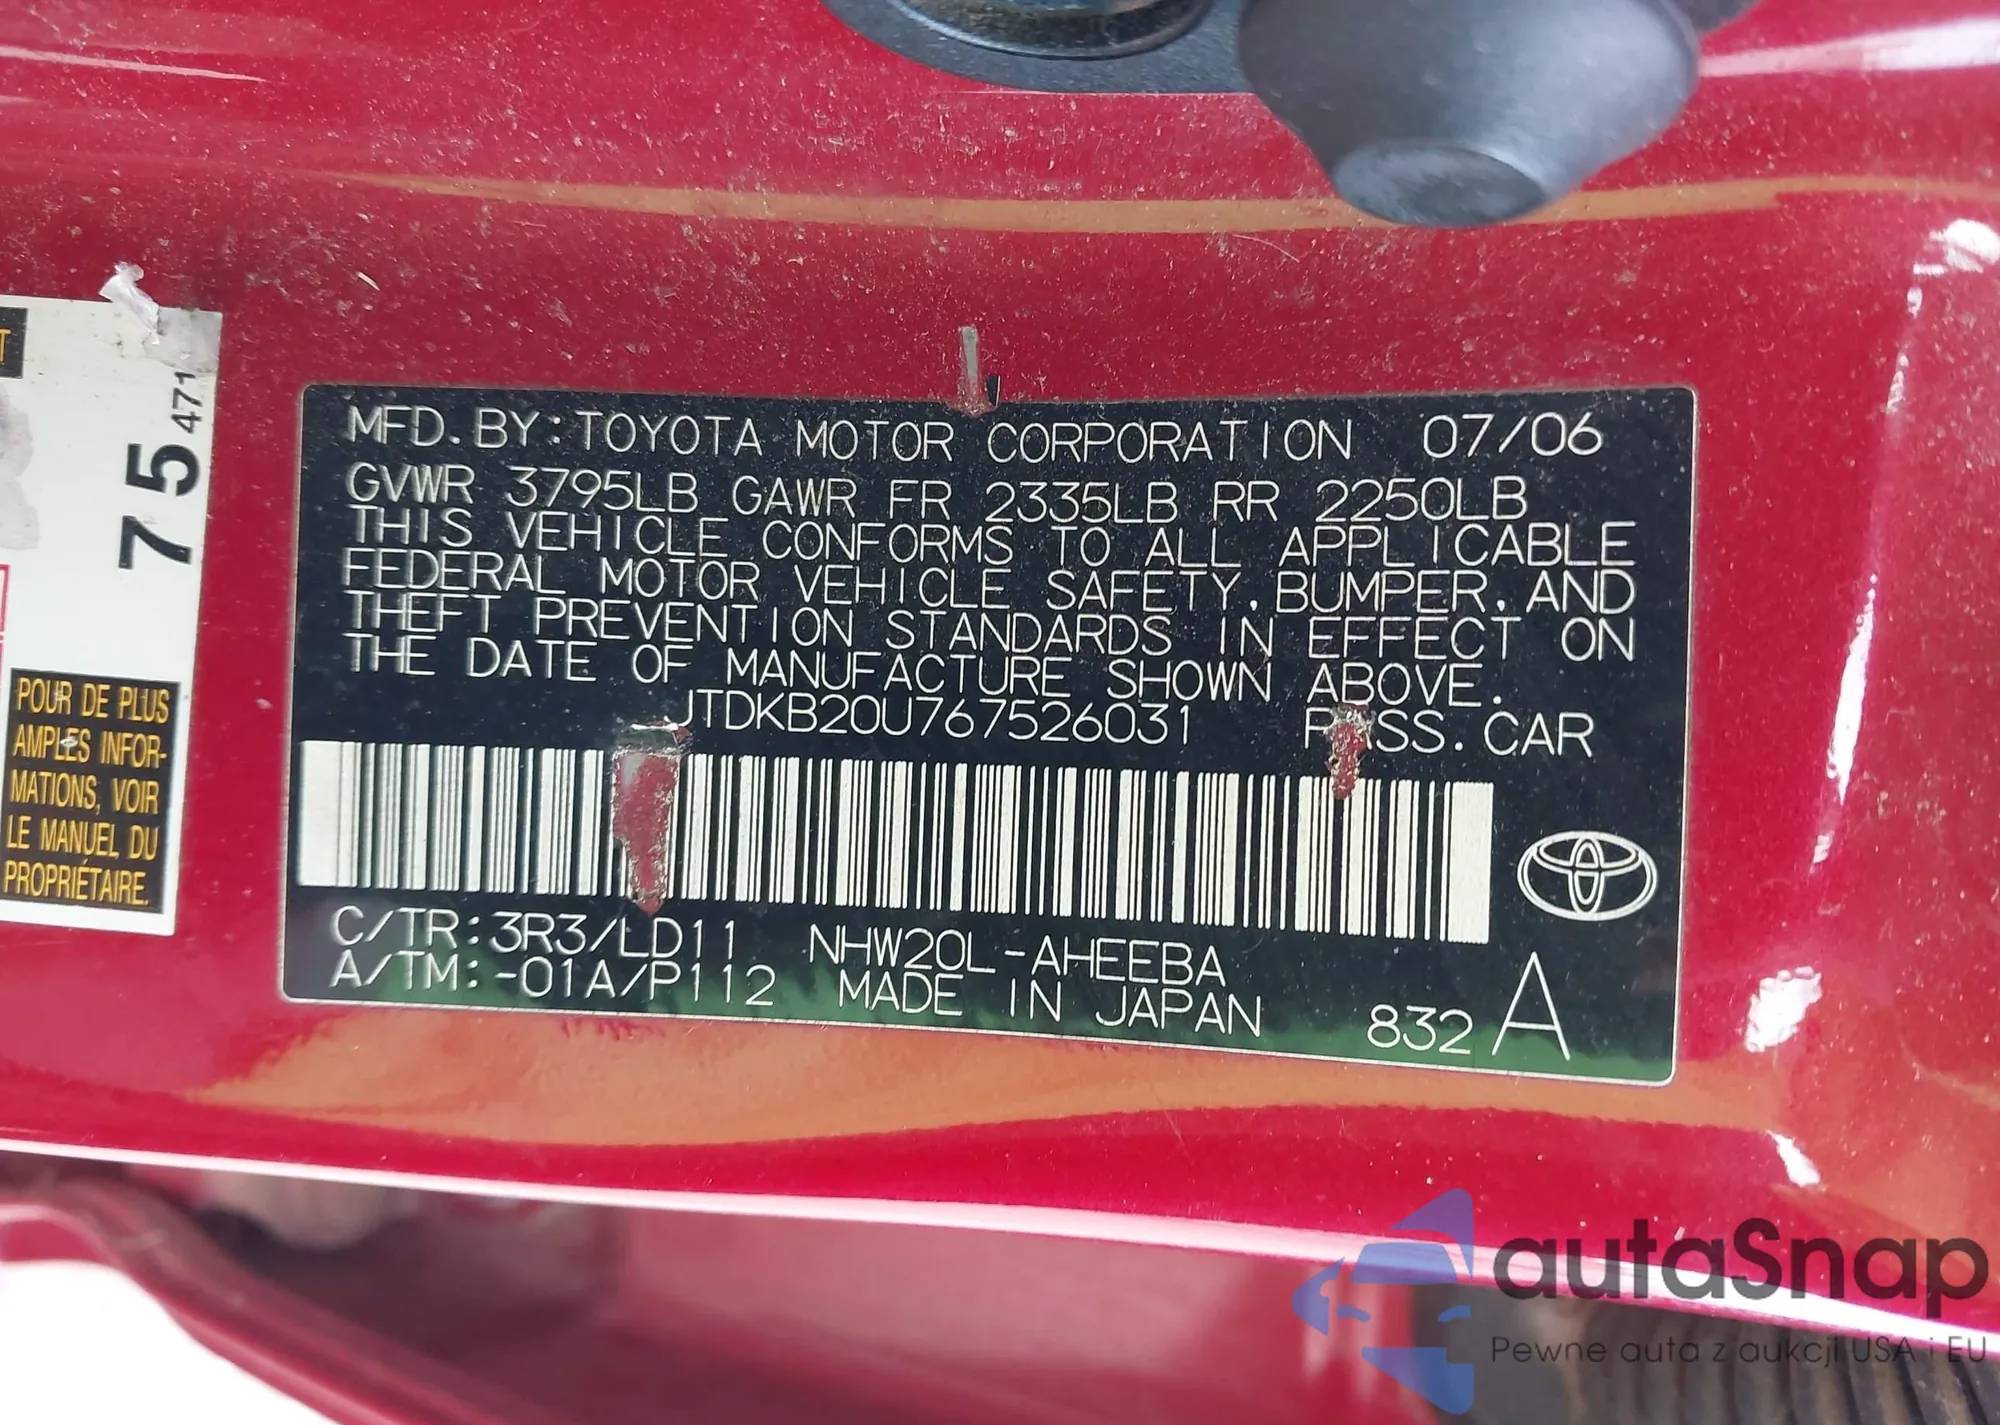 MFD. BY: TOYOTA MOTOR CORPORATION 07/06
GVWR 3795LB GAWR FR 2335LB RR 2250LB
THIS VEHICLE CONFORMS TO ALL APPLICABLE
FEDERAL MOTOR VEHICLE SAFETY, BUMPER, AND
THEFT PREVENTION STANDARDS IN EFFECT ON
THE DATE OF MANUFACTURE SHOWN ABOVE.
JTDKB20U767526031 PASS. CAR
C/TR: 3R3/LD11 NHW20L-AHEEBA
A/TM: -01A/P112 MADE IN JAPAN 832 A
T
75 471
POUR DE PLUS
AMPLES INFOR-
MATIONS, VOIR
LE MANUEL DU
PROPRIÉTAIRE.
autaSnap
Pewne auta z aukcji USA i EU